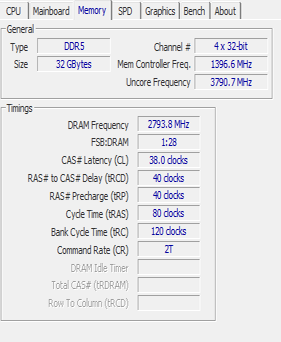 CPU Mainboard Memory SPD Graphics Bench About
General
Type DDR5 Channel # 4 x 32-bit
Size 32 GBytes Mem Controller Freq. 1396.6 MHz
Uncore Frequency 3790.7 MHz
Timings
DRAM Frequency 2793.8 MHz
FSB:DRAM 1:28
CAS# Latency (CL) 38.0 clocks
RAS# to CAS# Delay (tRCD) 40 clocks
RAS# Precharge (tRP) 40 clocks
Cycle Time (tRAS) 80 clocks
Bank Cycle Time (tRC) 120 clocks
Command Rate (CR) 2T
DRAM Idle Timer
Total CAS# (tRDRAM)
Row To Column (tRCD)